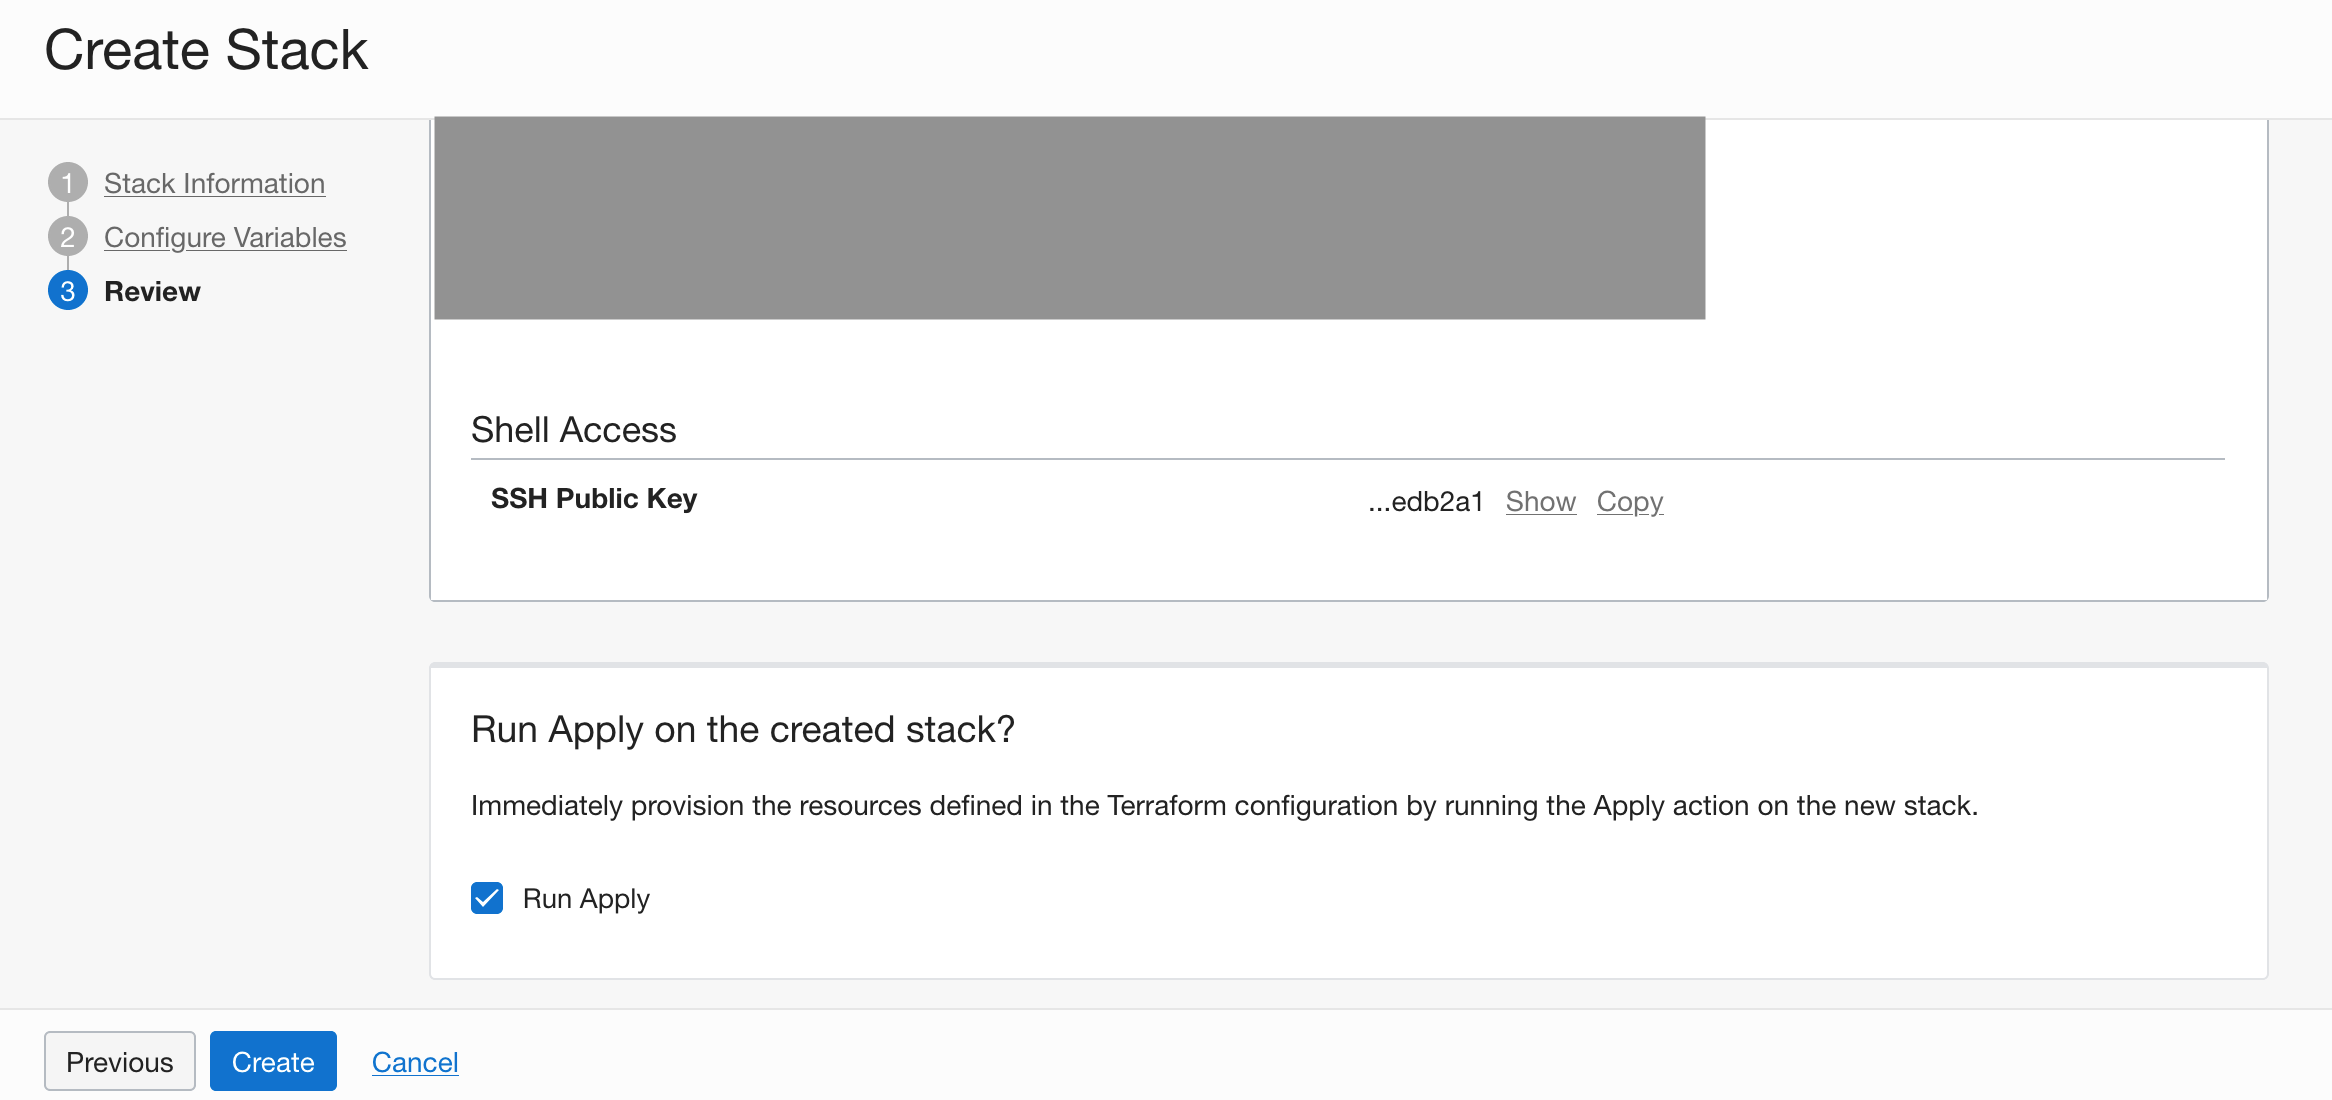 Create Stack
1 Stack Information
2 Configure Variables
3 Review
Shell Access
SSH Public Key ...edb2a1 Show Copy
Run Apply on the created stack?
Immediately provision the resources defined in the Terraform configuration by running the Apply action on the new stack.
Run Apply
Previous Create Cancel